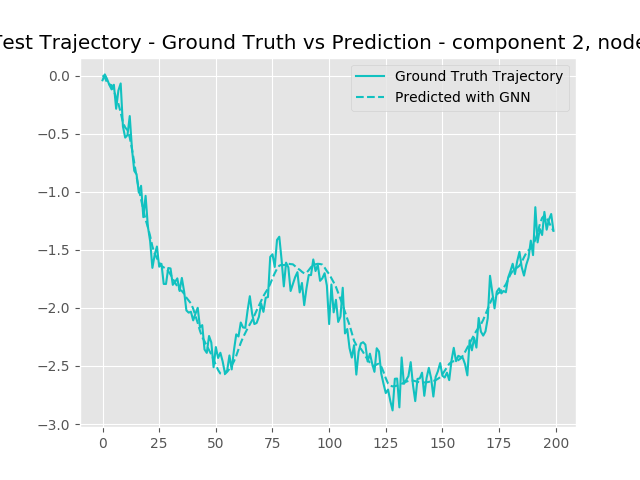 Test Trajectory - Ground Truth vs Prediction - component 2, node
Ground Truth Trajectory
Predicted with GNN
0.0
−0.5
−1.0
−1.5
−2.0
−2.5
−3.0
0 25 50 75 100 125 150 175 200